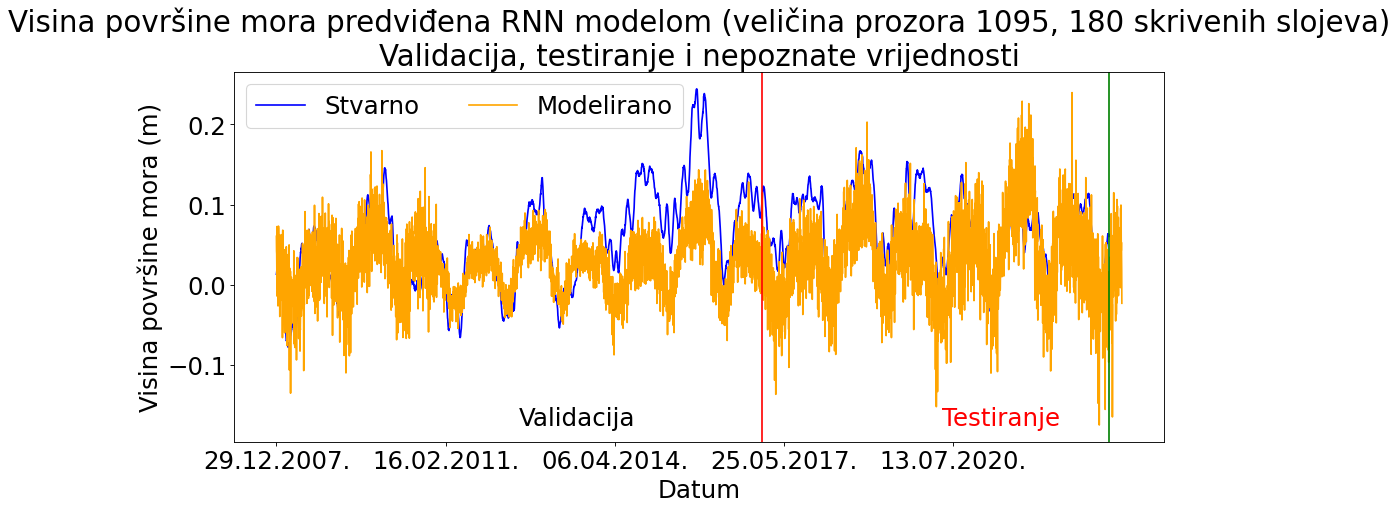 Visina površine mora predviđena RNN modelom (veličina prozora 1095, 180 skrivenih slojeva)
Validacija, testiranje i nepoznate vrijednosti
Stvarno
Modelirano
Visina površine mora (m)
0.2
0.1
0.0
−0.1
Validacija
Testiranje
29.12.2007.
16.02.2011.
06.04.2014.
25.05.2017.
13.07.2020.
Datum